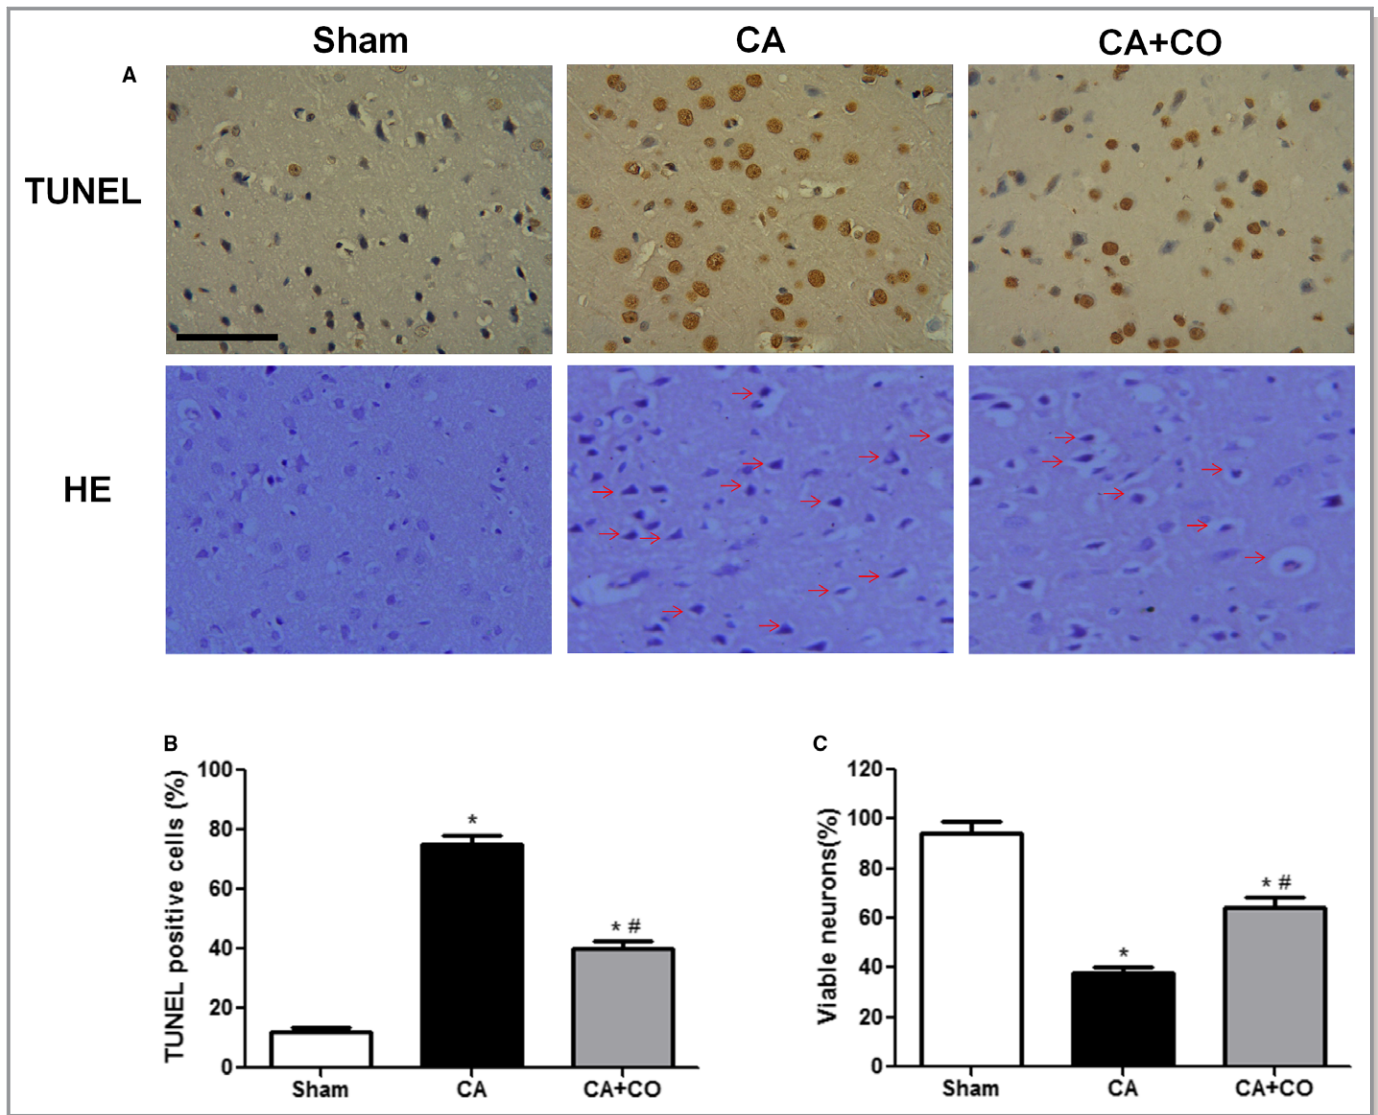 Sham CA CA+CO
A
TUNEL
HE
B
TUNEL positive cells (%)
100
80
60
40
20
0
*
* #
Sham CA CA+CO
C
Viable neurons(%)
120
100
80
60
40
20
0
*
* #
Sham CA CA+CO